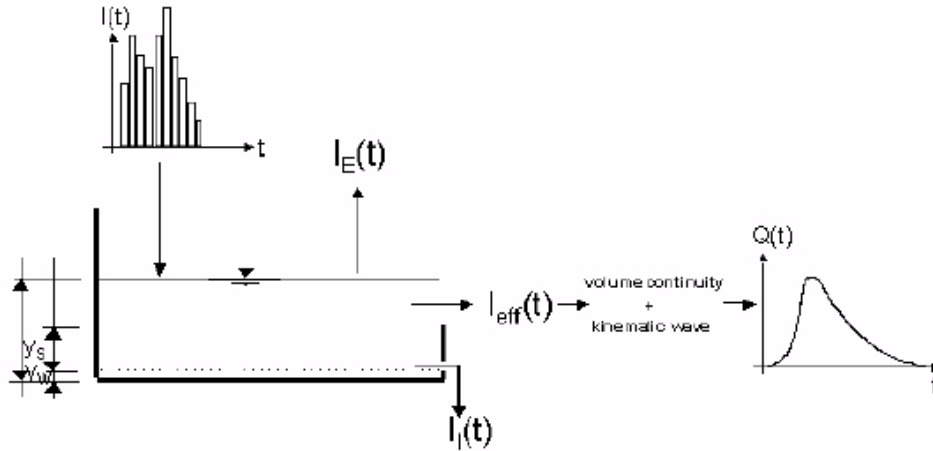 I(t)
t
I_E(t)
Q(t)
I_eff(t)
volume continuity
+
kinematic wave
y_s
y_w
I_I(t)
t